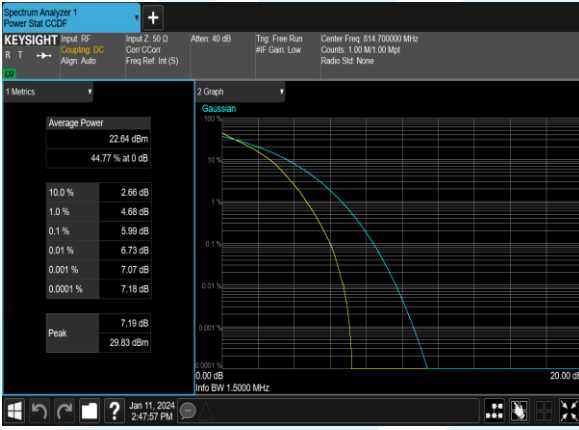 Spectrum Analyzer 1
Power Stat CCDF
+
KEYSIGHT
R T
LV
Input: RF
Coupling: DC
Align: Auto
Input Z: 50 Ω
Corr CCorr
Freq Ref: Int (S)
Atten: 40 dB
Trig: Free Run
#IF Gain: Low
Center Freq: 814.700000 MHz
Counts: 1.00 M/1.00 Mpt
Radio Std: None
1 Metrics
Average Power
22.64 dBm
44.77 % at 0 dB
10.0 % 2.66 dB
1.0 % 4.68 dB
0.1 % 5.99 dB
0.01 % 6.73 dB
0.001 % 7.07 dB
0.0001 % 7.18 dB
Peak
7.19 dB
29.83 dBm
2 Graph
Gaussian
100 %
10 %
1 %
0.1 %
0.01 %
0.001 %
0.0001 %
0.00 dB
20.00 dB
Info BW 1.5000 MHz
?
Jan 11, 2024
2:47:57 PM